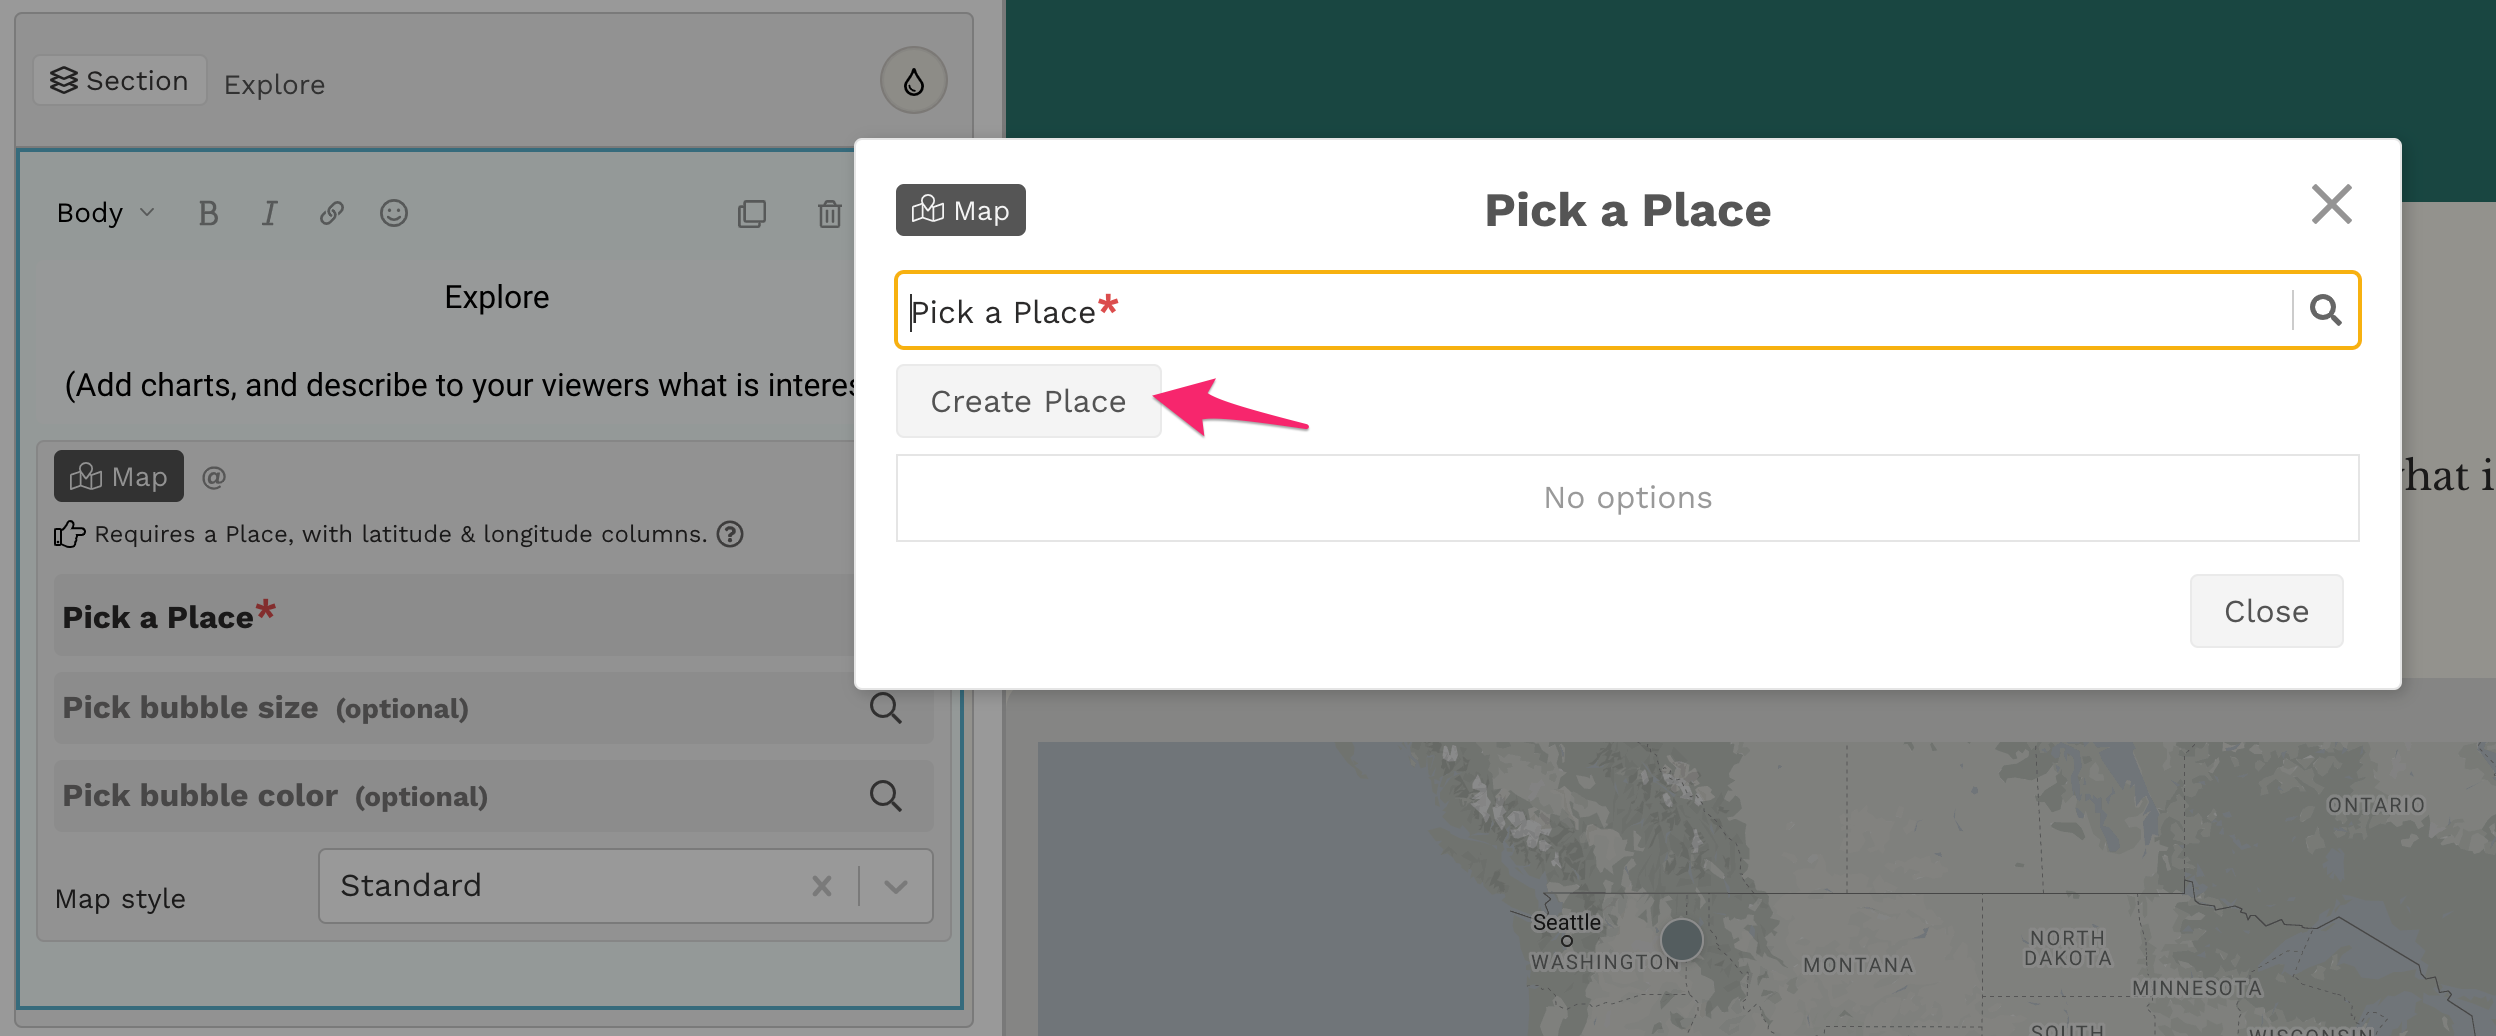 Section Explore
Body B I
Explore
(Add charts, and describe to your viewers what is interes
Map @
Requires a Place, with latitude & longitude columns. ?
Pick a Place*
Pick bubble size (optional)
Pick bubble color (optional)
Map style Standard
Map Pick a Place
Pick a Place*
Create Place
No options
Close
hat i
ONTARIO
Seattle
WASHINGTON
MONTANA
NORTH
DAKOTA
MINNESOTA
SOUTH
WISCONSIN